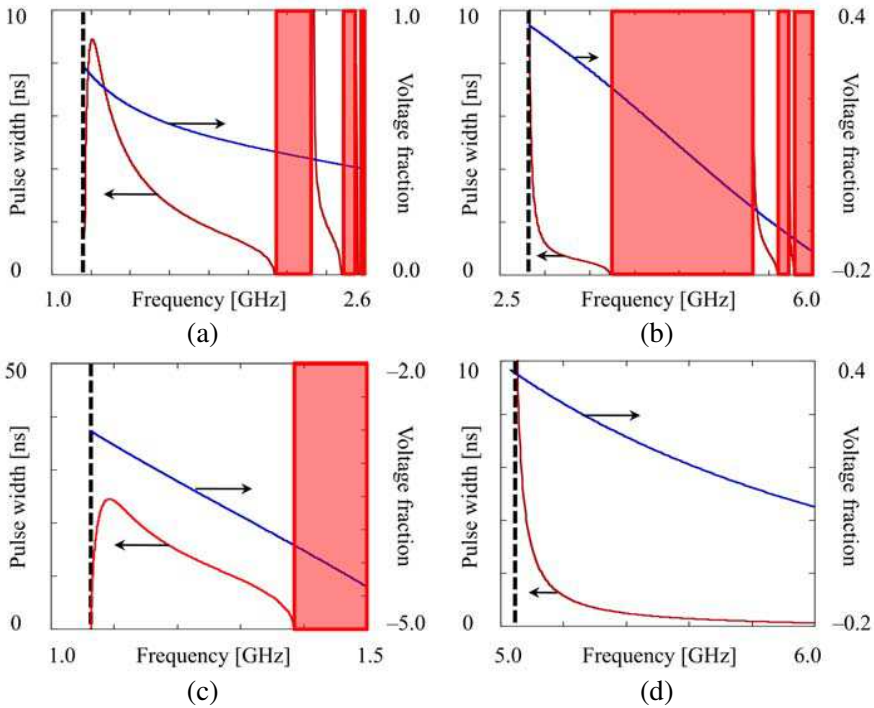 10
Pulse width [ns]
0
1.0
Frequency [GHz]
2.6
1.0
Voltage fraction
0.0
(a)
10
Pulse width [ns]
0
2.5
Frequency [GHz]
6.0
0.4
Voltage fraction
–0.2
(b)
50
Pulse width [ns]
0
1.0
Frequency [GHz]
1.5
–2.0
Voltage fraction
–5.0
(c)
10
Pulse width [ns]
0
5.0
Frequency [GHz]
6.0
0.4
Voltage fraction
–0.2
(d)